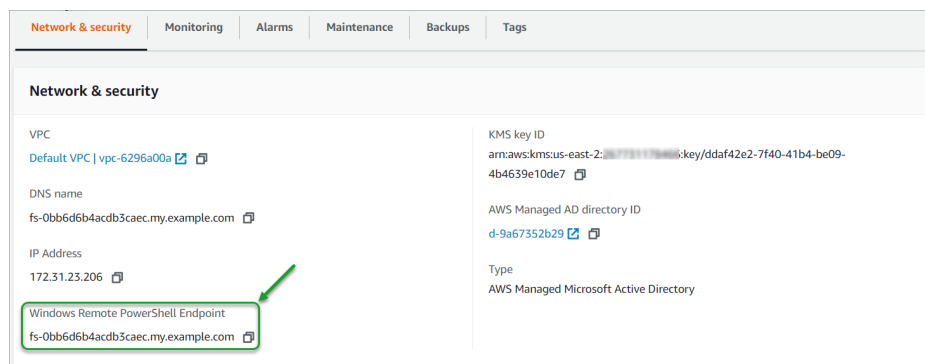 Network & security Monitoring Alarms Maintenance Backups Tags
Network & security
VPC
Default VPC | vpc-6296a00a
DNS name
fs-0bb6d6b4acdb3caec.my.example.com
IP Address
172.31.23.206
Windows Remote PowerShell Endpoint
fs-0bb6d6b4acdb3caec.my.example.com
KMS key ID
arn:aws:kms:us-east-2: :key/ddaf42e2-7f40-41b4-be09-
4b4639e10de7
AWS Managed AD directory ID
d-9a67352b29
Type
AWS Managed Microsoft Active Directory